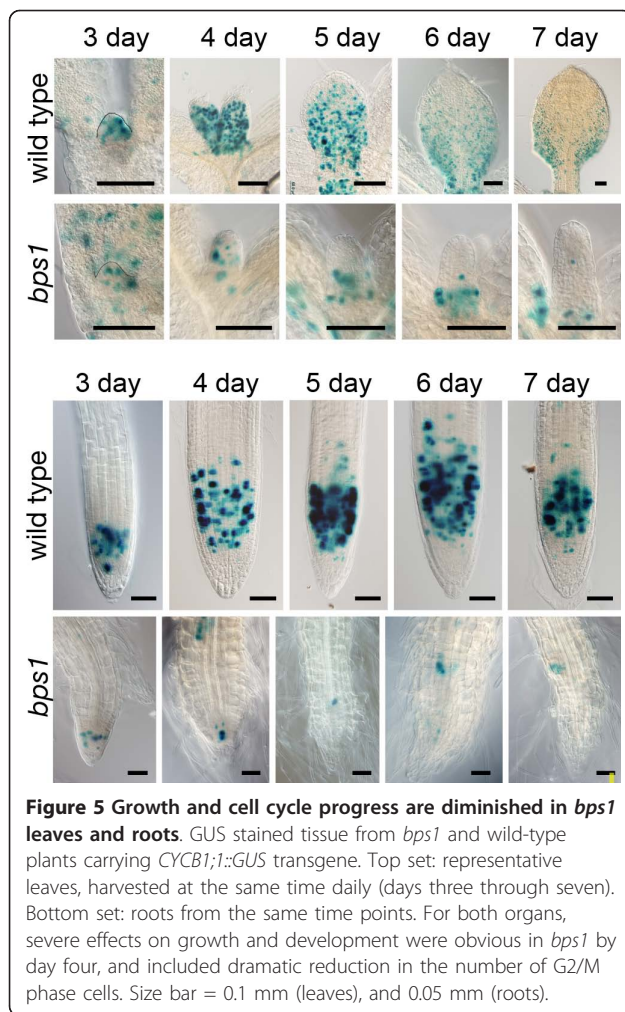 3 day 4 day 5 day 6 day 7 day
wild type
bps1
3 day 4 day 5 day 6 day 7 day
wild type
bps1
Figure 5 Growth and cell cycle progress are diminished in bps1
leaves and roots. GUS stained tissue from bps1 and wild-type
plants carrying CYCB1;1::GUS transgene. Top set: representative
leaves, harvested at the same time daily (days three through seven).
Bottom set: roots from the same time points. For both organs,
severe effects on growth and development were obvious in bps1 by
day four, and included dramatic reduction in the number of G2/M
phase cells. Size bar = 0.1 mm (leaves), and 0.05 mm (roots).